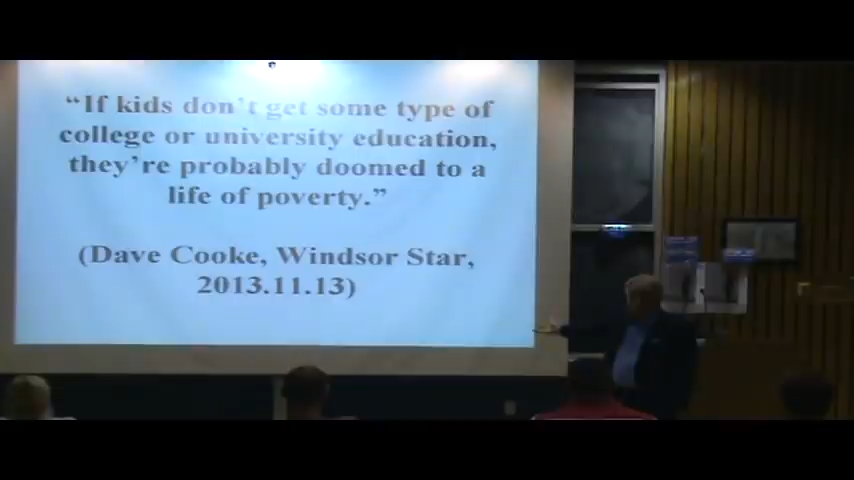 “If kids don’t get some type of
college or university education,
they’re probably doomed to a
life of poverty.”
(Dave Cooke, Windsor Star,
2013.11.13)